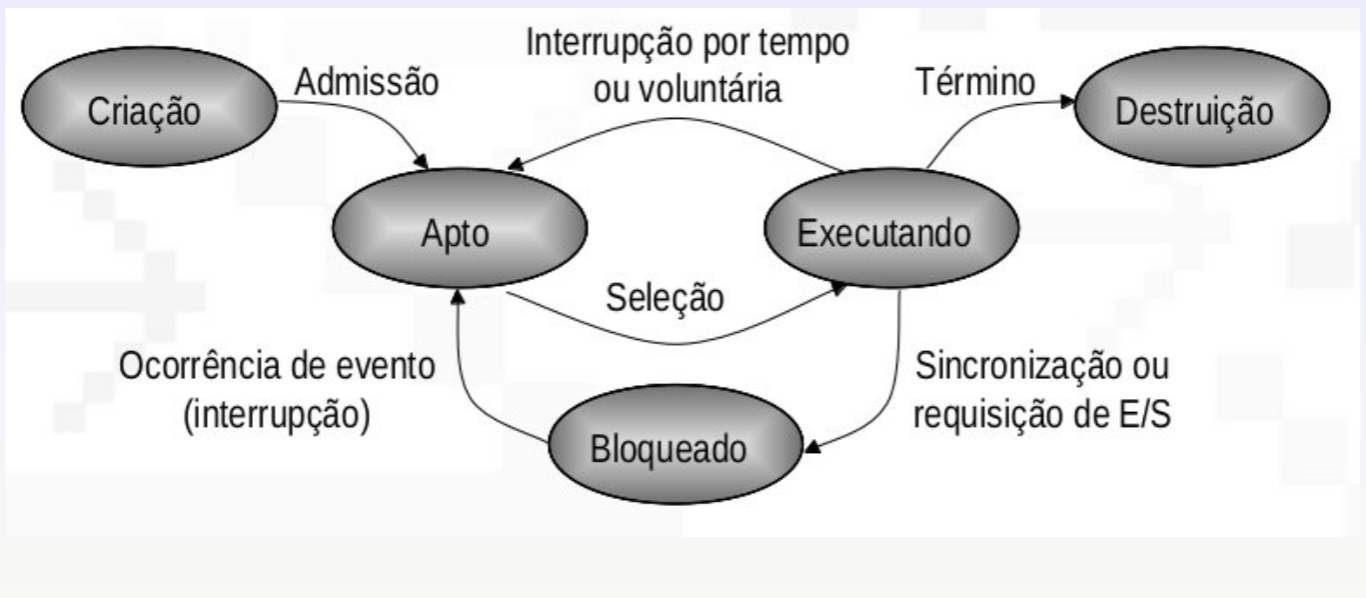 Interrupção por tempo
ou voluntária
Admissão
Término
Criação
Destruição
Apto
Executando
Seleção
Ocorrência de evento
(interrupção)
Sincronização ou
requisição de E/S
Bloqueado